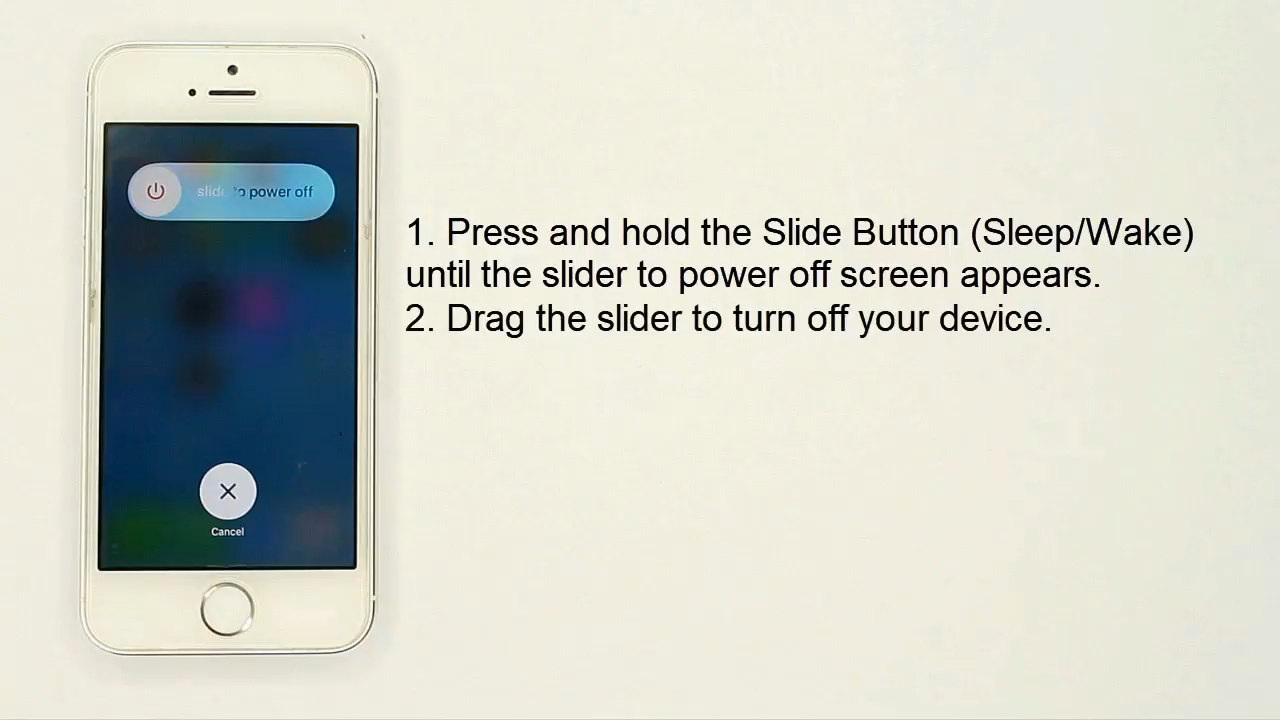 slide to power off
1. Press and hold the Slide Button (Sleep/Wake)
until the slider to power off screen appears.
2. Drag the slider to turn off your device.
Cancel